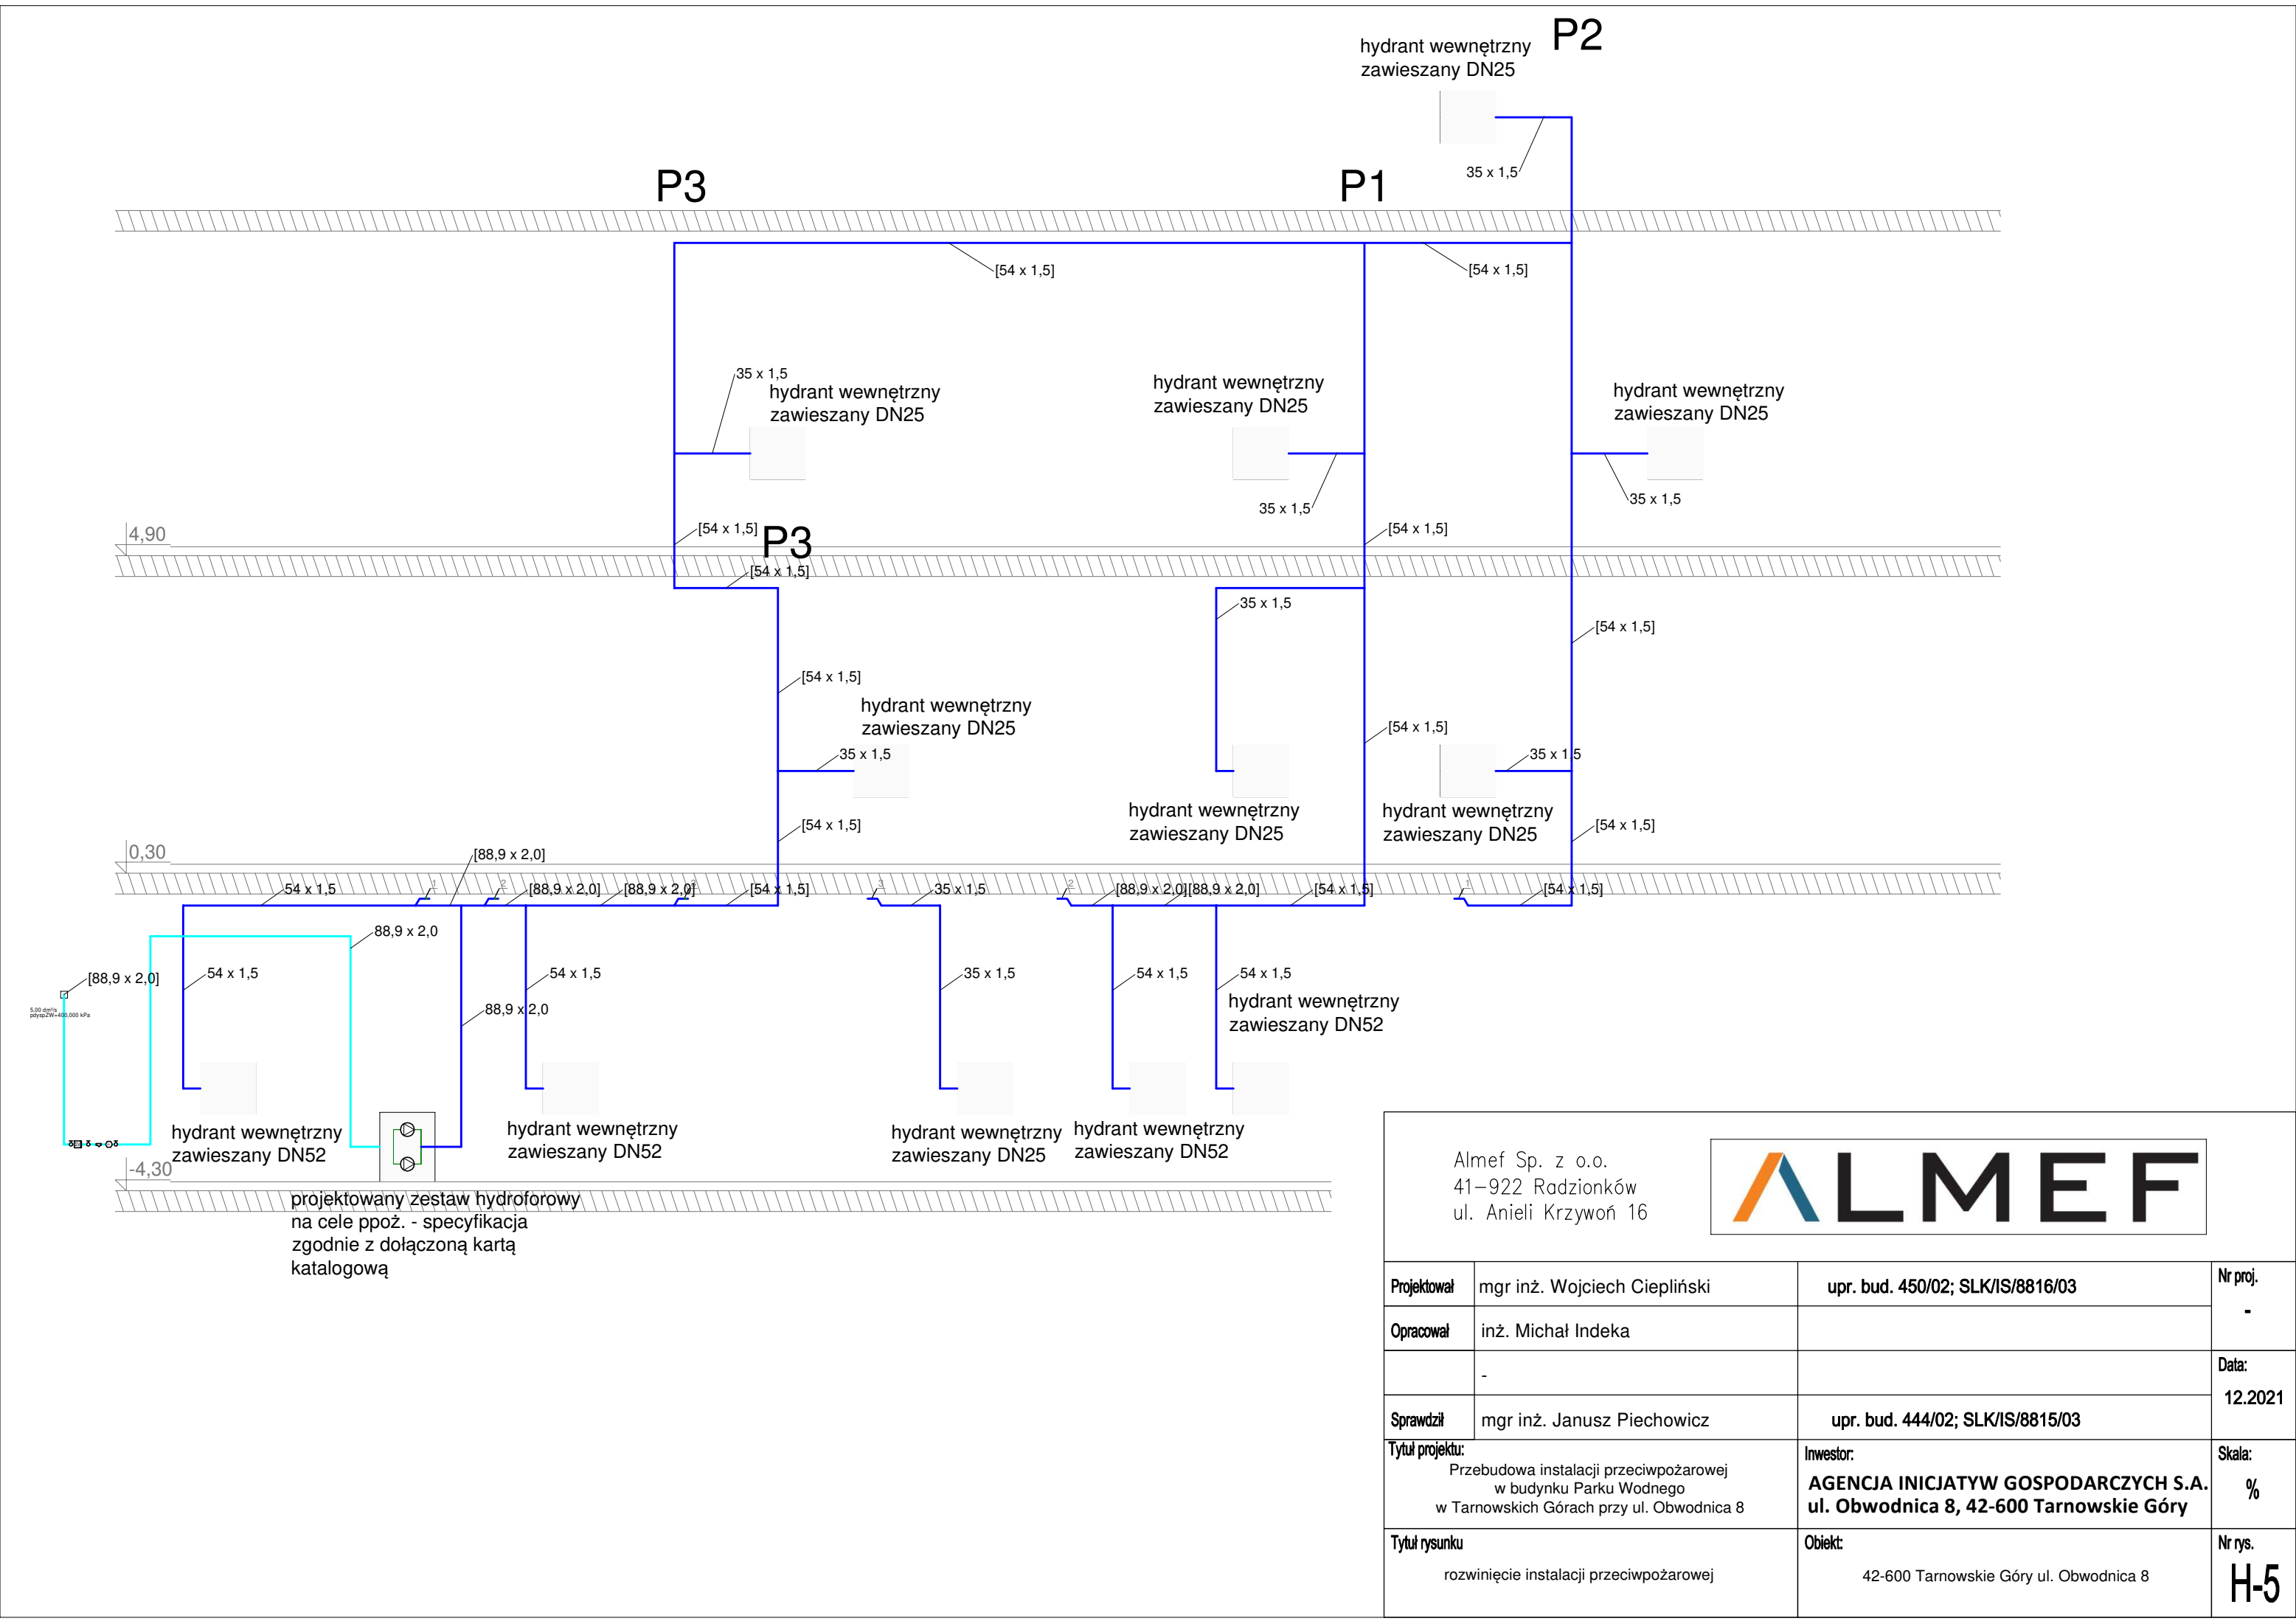 P2
hydrant wewnętrzny
zawieszany DN25
35 x 1,5
P3
P1
[54 x 1,5]
[54 x 1,5]
35 x 1,5
hydrant wewnętrzny
zawieszany DN25
hydrant wewnętrzny
zawieszany DN25
hydrant wewnętrzny
zawieszany DN25
35 x 1,5
35 x 1,5
4,90
[54 x 1,5]
P3
[54 x 1,5]
[54 x 1,5]
35 x 1,5
[54 x 1,5]
[54 x 1,5]
hydrant wewnętrzny
zawieszany DN25
[54 x 1,5]
35 x 1,5
35 x 1,5
hydrant wewnętrzny
zawieszany DN25
hydrant wewnętrzny
zawieszany DN25
[54 x 1,5]
[54 x 1,5]
0,30
[88,9 x 2,0]
54 x 1,5
1
2
[88,9 x 2,0]
[88,9 x 2,0]
[54 x 1,5]
3
35 x 1,5
2
[88,9 x 2,0]
[88,9 x 2,0]
[54 x 1,5]
1
[54 x 1,5]
88,9 x 2,0
[88,9 x 2,0]
54 x 1,5
54 x 1,5
35 x 1,5
54 x 1,5
54 x 1,5
5,00 dm³/s
pdyspZW=400,000 kPa
88,9 x 2,0
hydrant wewnętrzny
zawieszany DN52
hydrant wewnętrzny
zawieszany DN52
hydrant wewnętrzny
zawieszany DN52
hydrant wewnętrzny
zawieszany DN25
hydrant wewnętrzny
zawieszany DN52
-4,30
projektowany zestaw hydroforowy
na cele ppoż. - specyfikacja
zgodnie z dołączoną kartą
katalogową
Almef Sp. z o.o.
41-922 Radzionków
ul. Anieli Krzywoń 16
ALMEF
Projektował mgr inż. Wojciech Ciepliński upr. bud. 450/02; SLK/IS/8816/03
Nr proj.
-
Opracował inż. Michał Indeka
-
Data:
12.2021
Sprawdził mgr inż. Janusz Piechowicz upr. bud. 444/02; SLK/IS/8815/03
Tytuł projektu:
Przebudowa instalacji przeciwpożarowej
w budynku Parku Wodnego
w Tarnowskich Górach przy ul. Obwodnica 8
Inwestor:
AGENCJA INICJATYW GOSPODARCZYCH S.A.
ul. Obwodnica 8, 42-600 Tarnowskie Góry
Skala:
%
Tytuł rysunku
rozwinięcie instalacji przeciwpożarowej
Obiekt:
42-600 Tarnowskie Góry ul. Obwodnica 8
Nr rys.
H-5